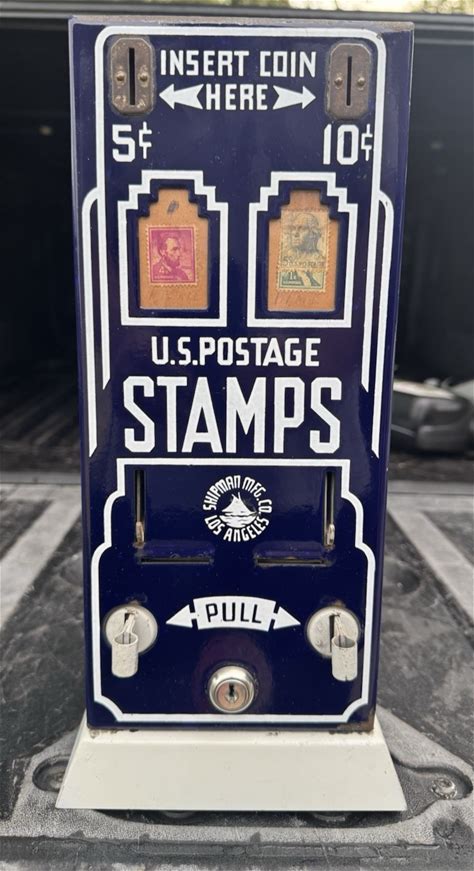 INSERT COIN
HERE
5¢ 10¢
U.S. POSTAGE
STAMPS
SHIPMAN MFG. CO.
LOS ANGELES
PULL